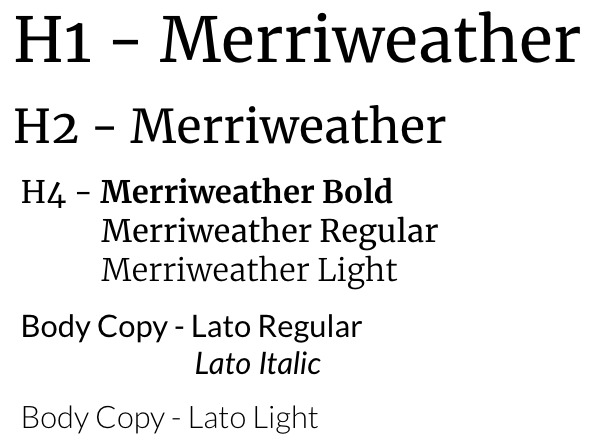 H1 - Merriweather
H2 - Merriweather
H4 - Merriweather Bold
Merriweather Regular
Merriweather Light
Body Copy - Lato Regular
Lato Italic
Body Copy - Lato Light